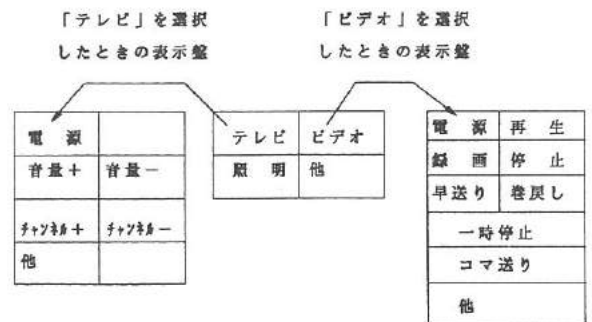 「テレビ」を選択
したときの表示盤
「ビデオ」を選択
したときの表示盤
電源
音量+ 音量-
チャンネル+ チャンネル-
他
テレビ ビデオ
照明 他
電源 再生
録画 停止
早送り 巻戻し
一時停止
コマ送り
他